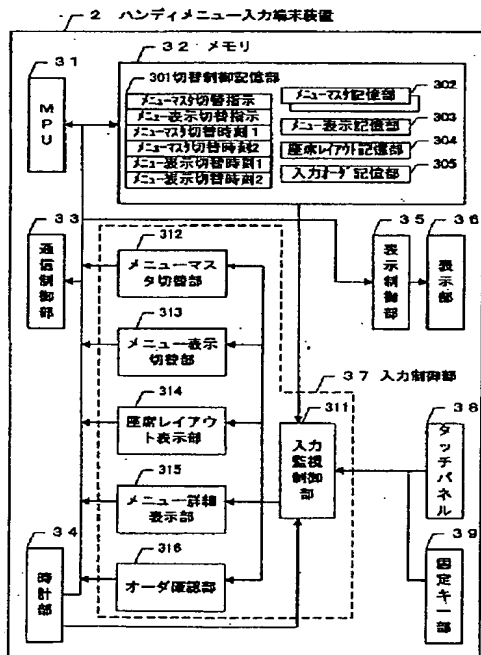 2 ハンディメニュー入力端末装置
31
MPU
32 メモリ
301切替制御記憶部
メニューマスタ切替指示
メニュー表示切替指示
メニューマスタ切替時刻1
メニューマスタ切替時刻2
メニュー表示切替時刻1
メニュー表示切替時刻2
302
メニューマスタ記憶部
303
メニュー表示記憶部
304
座席レイアウト記憶部
305
入力オーダ記憶部
33
通信制御部
312
メニューマスタ切替部
313
メニュー表示切替部
314
座席レイアウト表示部
315
メニュー詳細表示部
316
オーダ確認部
34
時計部
35
表示制御部
36
表示部
37 入力制御部
311
入力監視制御部
38
タッチパネル
39
固定キー部